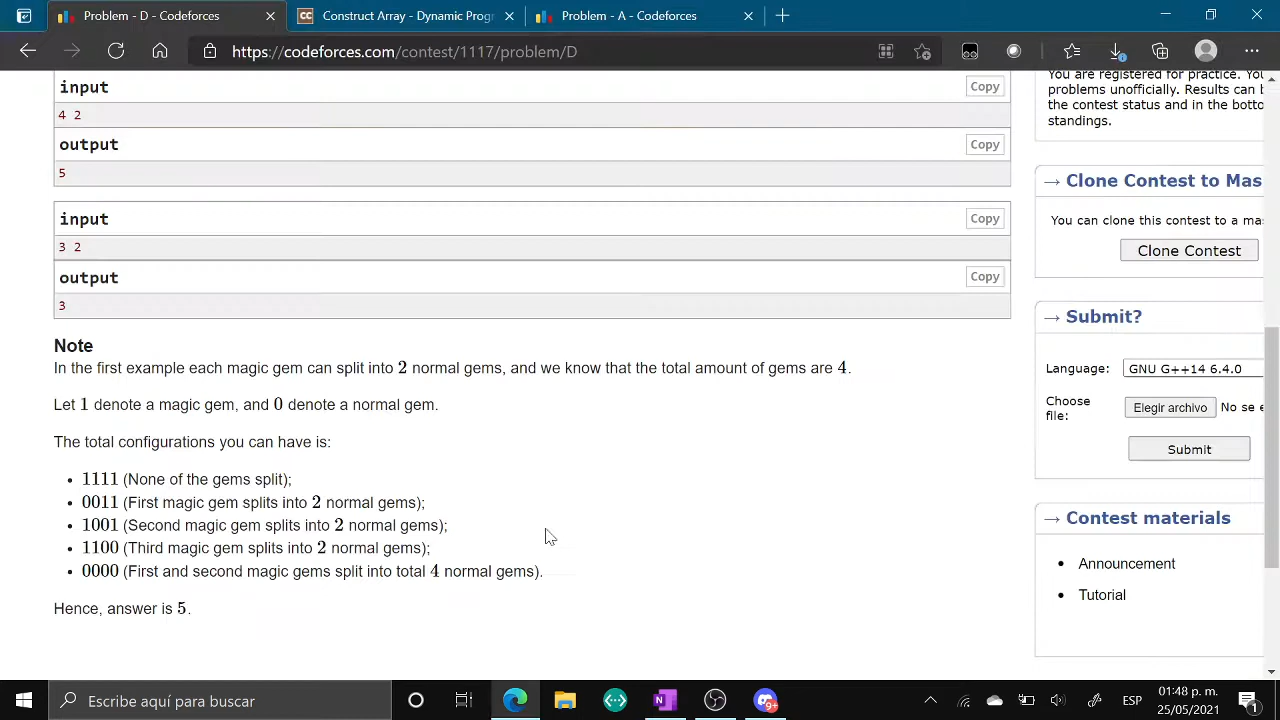 Problem - D - Codeforces
Construct Array - Dynamic Progr
Problem - A - Codeforces
https://codeforces.com/contest/1117/problem/D
input
Copy
4 2
output
Copy
5
input
Copy
3 2
output
Copy
3
Note
In the first example each magic gem can split into 2 normal gems, and we know that the total amount of gems are 4.
Let 1 denote a magic gem, and 0 denote a normal gem.
The total configurations you can have is:
• 1111 (None of the gems split);
• 0011 (First magic gem splits into 2 normal gems);
• 1001 (Second magic gem splits into 2 normal gems);
• 1100 (Third magic gem splits into 2 normal gems);
• 0000 (First and second magic gems split into total 4 normal gems).
Hence, answer is 5.
You are registered for practice. You
problems unofficially. Results can b
the contest status and in the botto
standings.
→ Clone Contest to Mas
You can clone this contest to a ma
Clone Contest
→ Submit?
Language:
GNU G++14 6.4.0
Choose
file:
Elegir archivo
No se e
Submit
→ Contest materials
• Announcement
• Tutorial
Escribe aquí para buscar
9+
ESP
01:48 p. m.
25/05/2021
1